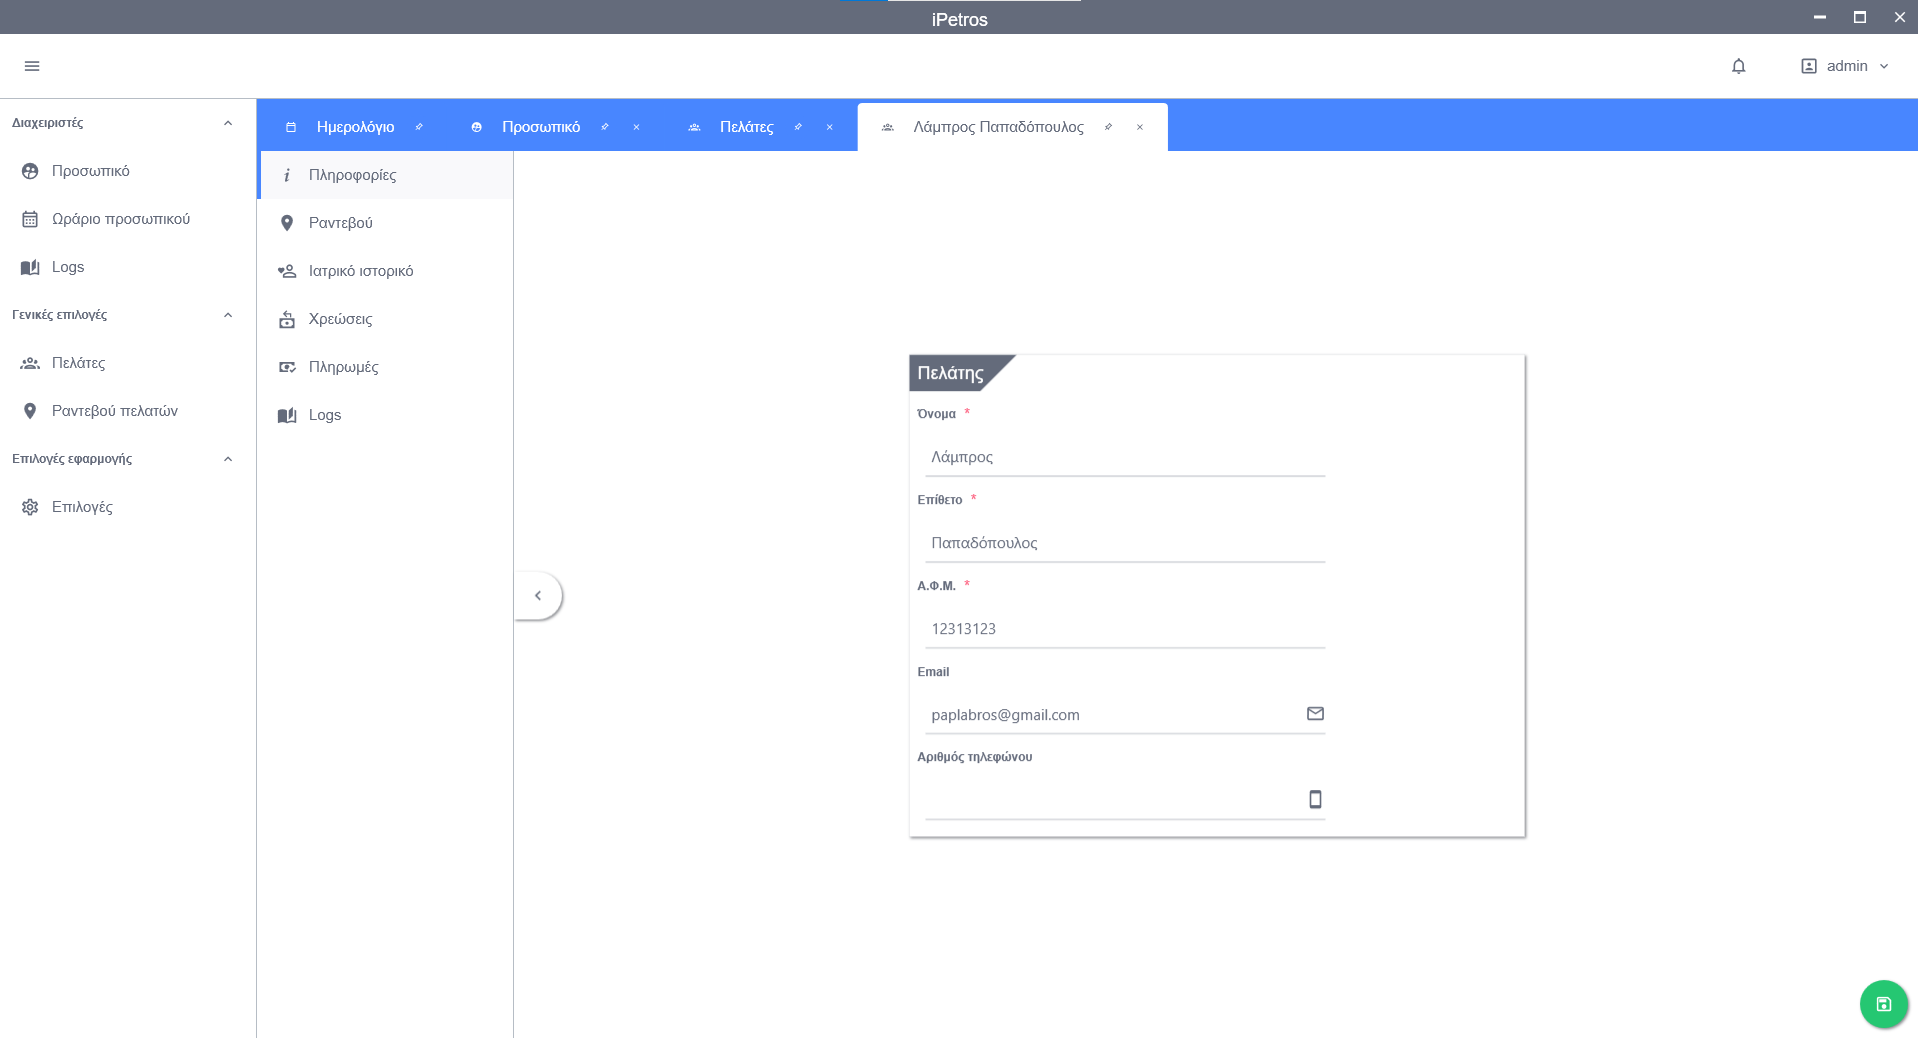 iPetros
admin
Ημερολόγιο
Προσωπικό
Πελάτες
Λάμπρος Παπαδόπουλος
Διαχειριστές
Προσωπικό
Ωράριο προσωπικού
Logs
Γενικές επιλογές
Πελάτες
Ραντεβού πελατών
Επιλογές εφαρμογής
Επιλογές
Πληροφορίες
Ραντεβού
Ιατρικό ιστορικό
Χρεώσεις
Πληρωμές
Logs
Πελάτης
Όνομα *
Λάμπρος
Επίθετο *
Παπαδόπουλος
Α.Φ.Μ. *
12313123
Email
paplabros@gmail.com
Αριθμός τηλεφώνου